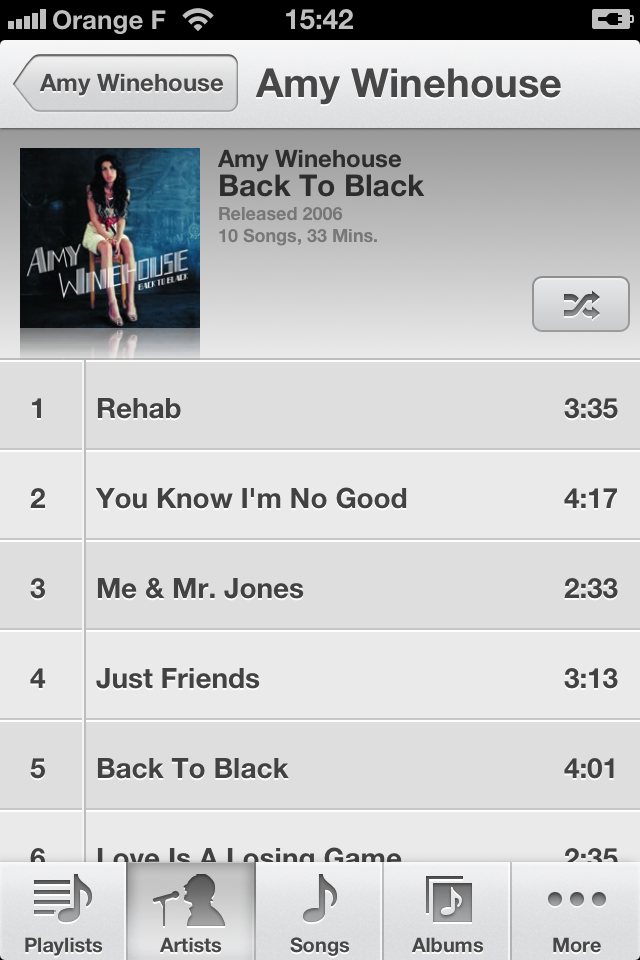 Orange F 15:42
Amy Winehouse Amy Winehouse
AMY
WINEHOUSE
BACK TO BLACK
Amy Winehouse
Back To Black
Released 2006
10 Songs, 33 Mins.
1 Rehab 3:35
2 You Know I'm No Good 4:17
3 Me & Mr. Jones 2:33
4 Just Friends 3:13
5 Back To Black 4:01
6 Love Is A Losing Game 2:35
Playlists Artists Songs Albums More